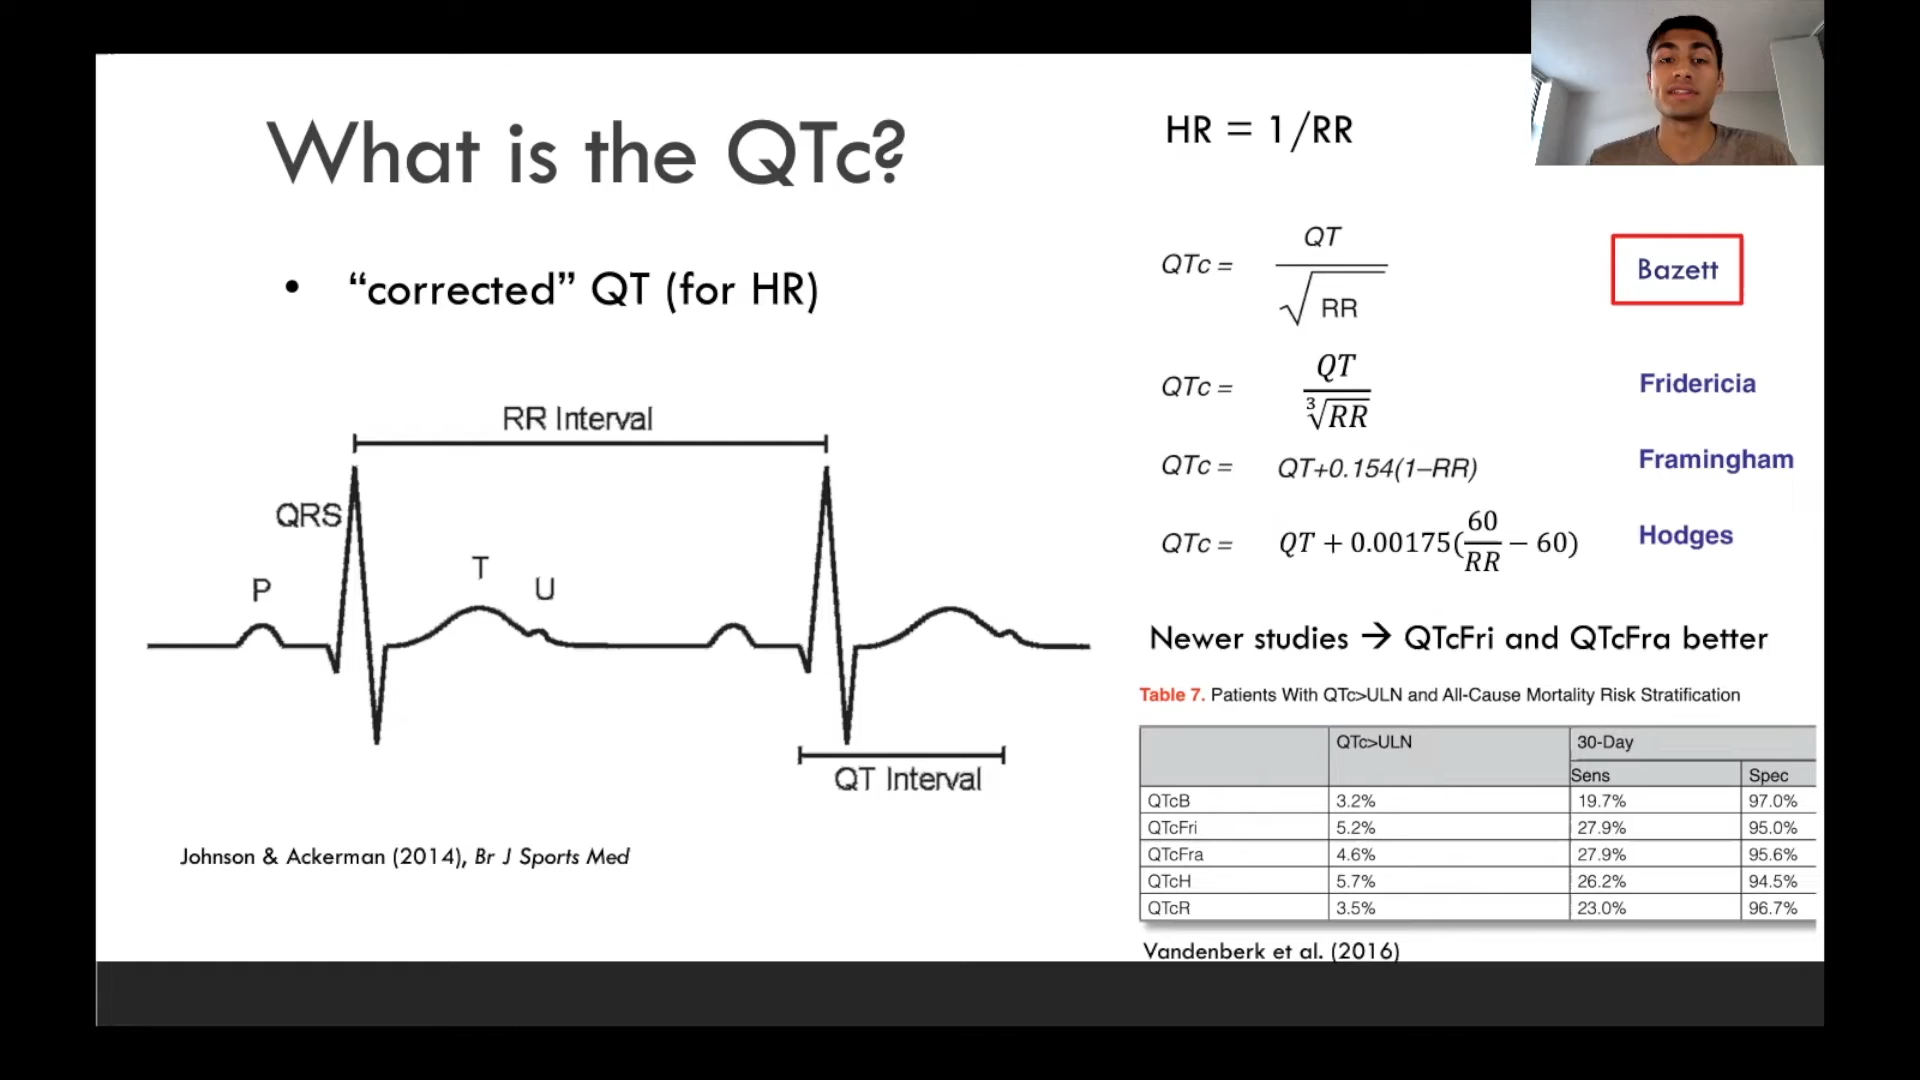 What is the QTc?
• “corrected” QT (for HR)
RR Interval
QRS
P
T
U
QT Interval
Johnson & Ackerman (2014), Br J Sports Med
HR = 1/RR
QTc = QT / √RR Bazett
QTc = QT / ∛RR Fridericia
QTc = QT+0.154(1–RR) Framingham
QTc = QT + 0.00175(60/RR − 60) Hodges
Newer studies → QTcFri and QTcFra better
Table 7. Patients With QTc>ULN and All-Cause Mortality Risk Stratification
QTc>ULN 30-Day
Sens Spec
QTcB 3.2% 19.7% 97.0%
QTcFri 5.2% 27.9% 95.0%
QTcFra 4.6% 27.9% 95.6%
QTcH 5.7% 26.2% 94.5%
QTcR 3.5% 23.0% 96.7%
Vandenberk et al. (2016)